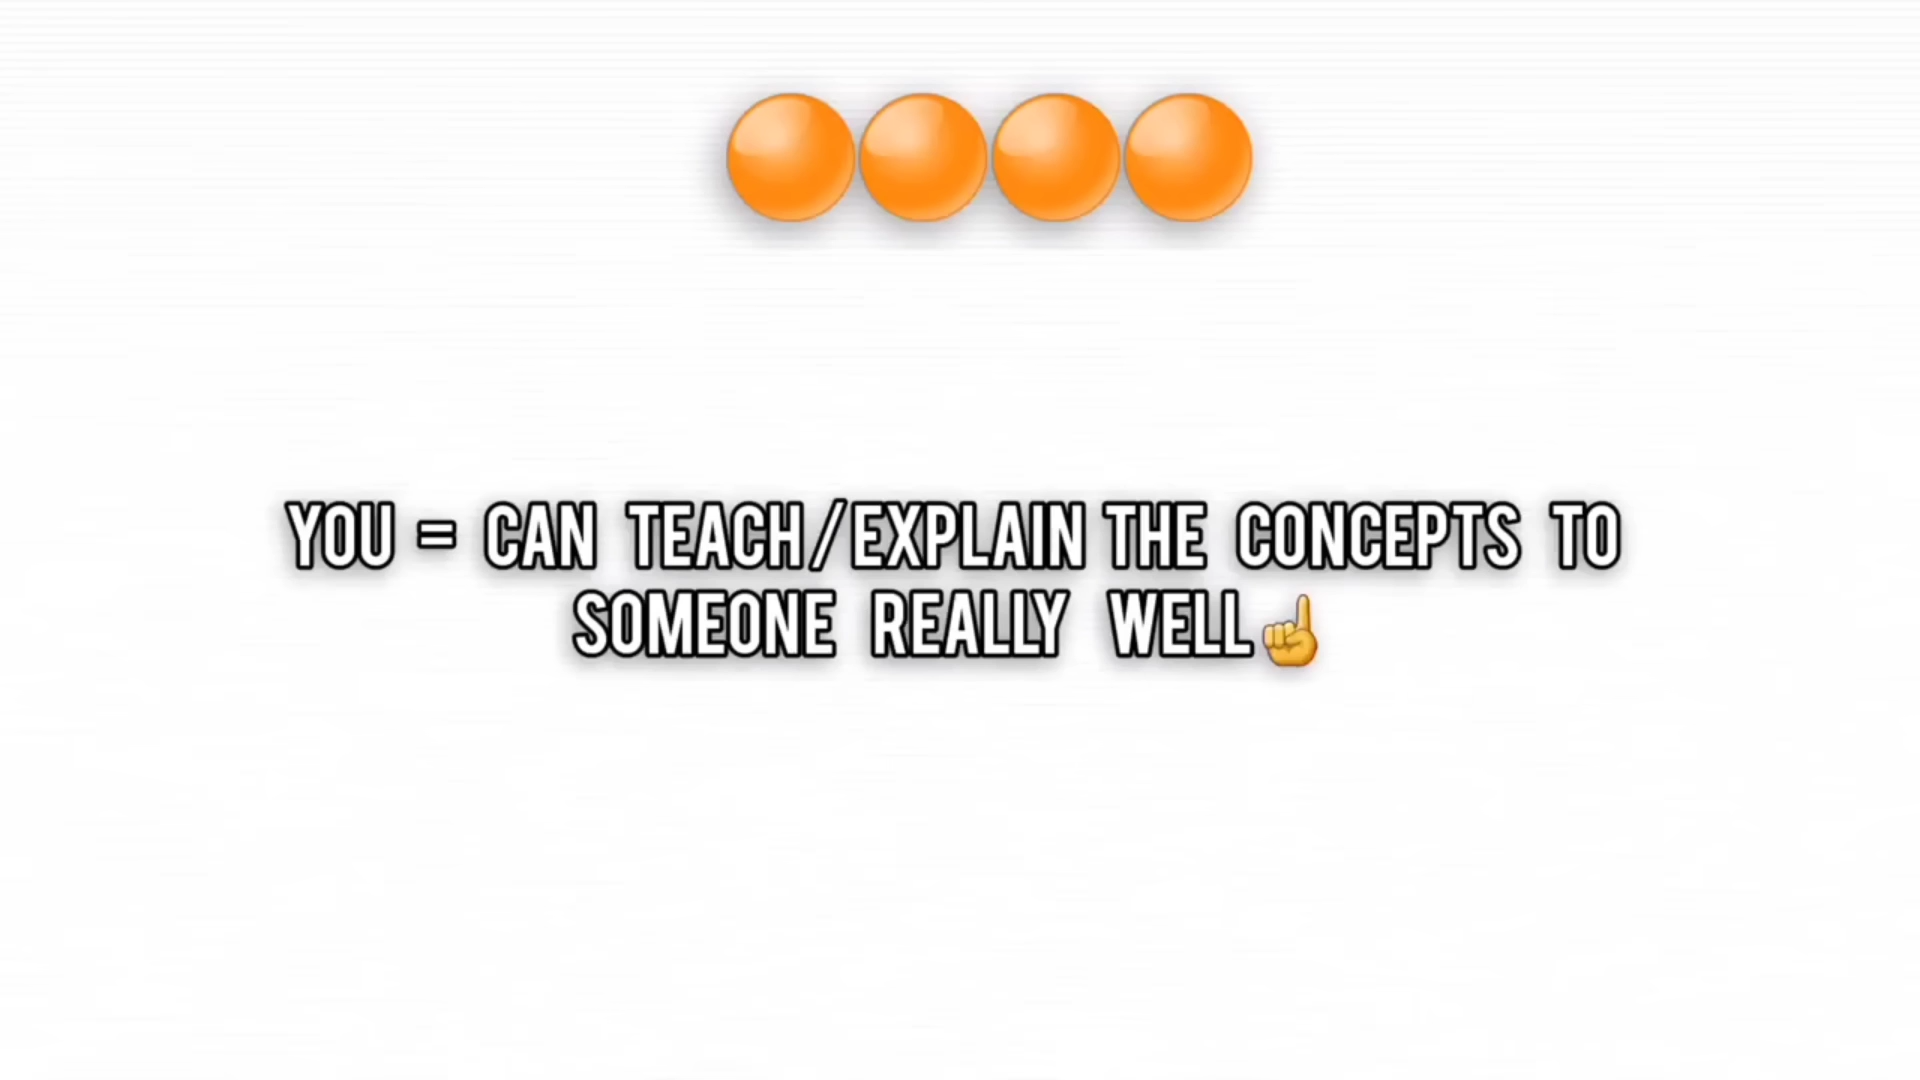 YOU = CAN TEACH/EXPLAIN THE CONCEPTS TO
SOMEONE REALLY WELL☝️